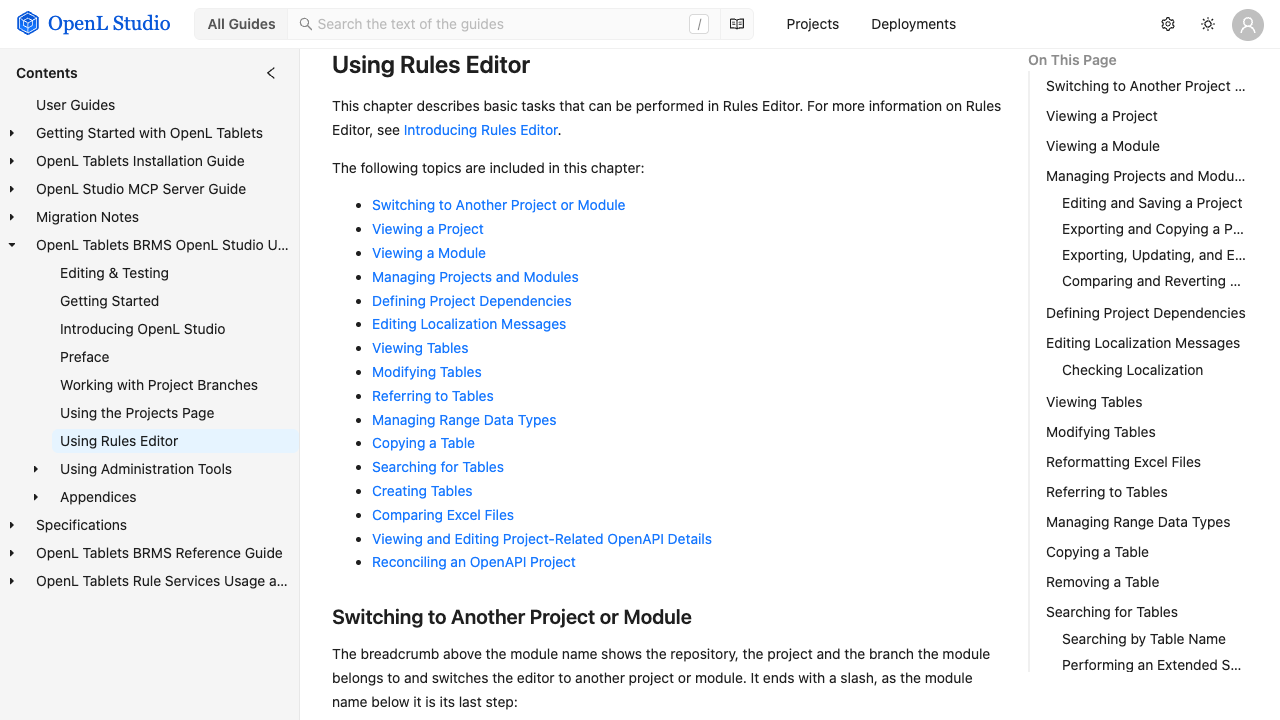 OpenL Studio
All Guides
Search the text of the guides
/
Projects
Deployments
Contents
User Guides
Getting Started with OpenL Tablets
OpenL Tablets Installation Guide
OpenL Studio MCP Server Guide
Migration Notes
OpenL Tablets BRMS OpenL Studio U...
Editing & Testing
Getting Started
Introducing OpenL Studio
Preface
Working with Project Branches
Using the Projects Page
Using Rules Editor
Using Administration Tools
Appendices
Specifications
OpenL Tablets BRMS Reference Guide
OpenL Tablets Rule Services Usage a...
Using Rules Editor
This chapter describes basic tasks that can be performed in Rules Editor. For more information on Rules
Editor, see Introducing Rules Editor.
The following topics are included in this chapter:
Switching to Another Project or Module
Viewing a Project
Viewing a Module
Managing Projects and Modules
Defining Project Dependencies
Editing Localization Messages
Viewing Tables
Modifying Tables
Referring to Tables
Managing Range Data Types
Copying a Table
Searching for Tables
Creating Tables
Comparing Excel Files
Viewing and Editing Project-Related OpenAPI Details
Reconciling an OpenAPI Project
Switching to Another Project or Module
The breadcrumb above the module name shows the repository, the project and the branch the module
belongs to and switches the editor to another project or module. It ends with a slash, as the module
name below it is its last step:
On This Page
Switching to Another Project ...
Viewing a Project
Viewing a Module
Managing Projects and Modu...
Editing and Saving a Project
Exporting and Copying a P...
Exporting, Updating, and E...
Comparing and Reverting ...
Defining Project Dependencies
Editing Localization Messages
Checking Localization
Viewing Tables
Modifying Tables
Reformatting Excel Files
Referring to Tables
Managing Range Data Types
Copying a Table
Removing a Table
Searching for Tables
Searching by Table Name
Performing an Extended S...